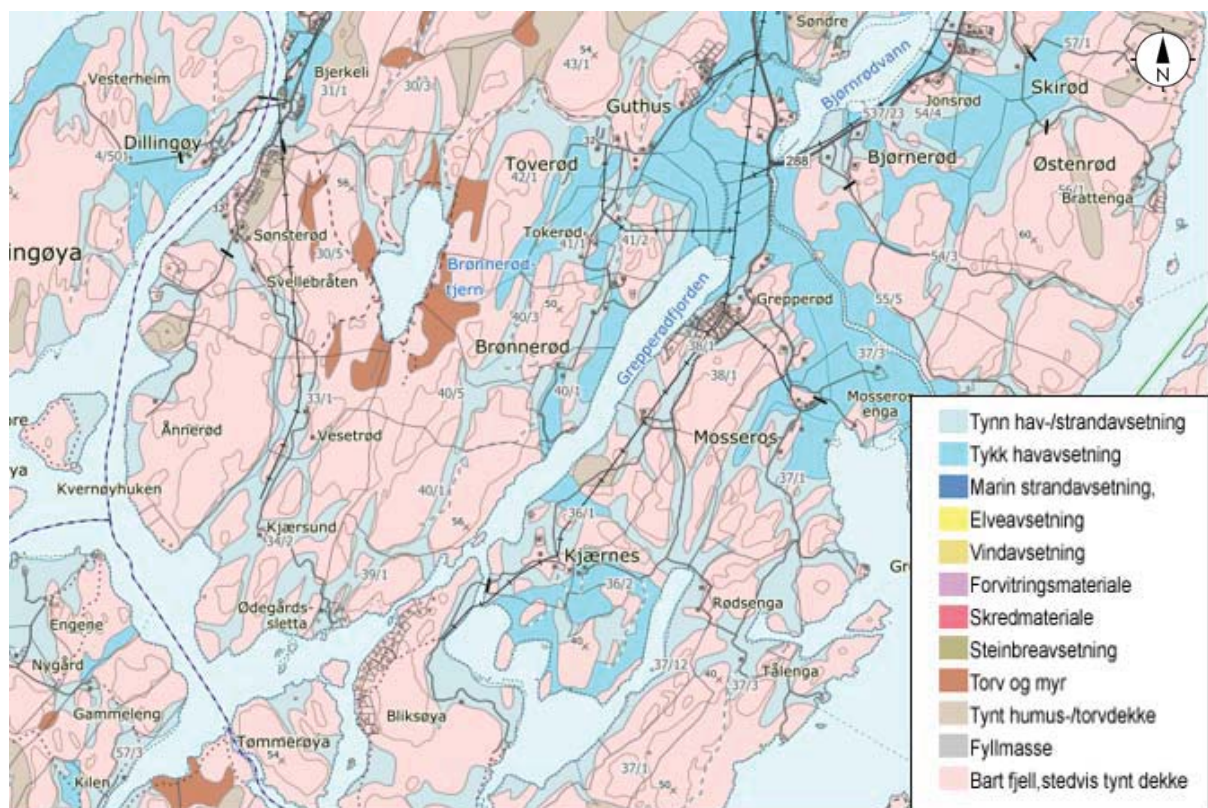 Søndre
57/1
54
43/1
N
Vesterheim
Bjerkeli
31/1
30/3
Bjørnrødvann
Skirød
Guthus
Jonsrød
537/23
54/4
Dillingøy
4/501
32
288
Bjørnerød
Østenrød
Toverød
42/1
56
56/1
Brattenga
33
Sønsterød
Tokerød
41/1
41/2
60
ingøya
30/5
Svellebråten
Brønnerød-
tjern
54/3
50
Grepperød
55/5
40/3
Grepperødfjorden
Brønnerød
38/1
37/3
38/1
40/5
40/1
33/1
Mosseros-
enga
Ånnerød
Vesetrød
Mosseros
ya
Kvernøyhuken
40/1
37/1
56
36/1
Kjærsund
34/2
Kjærnes
39/1
36/2
Rødsenga
Ødegårds-
sletta
Engene
40
Nygård
37/12
Tålenga
40
37/3
Gammeleng
Bliksøya
Tømmerøya
57/3
54
Kilen
37/1
Tynn hav-/strandavsetning
Tykk havavsetning
Marin strandavsetning,
Elveavsetning
Vindavsetning
Forvitringsmateriale
Skredmateriale
Steinbreavsetning
Torv og myr
Tynt humus-/torvdekke
Fyllmasse
Bart fjell,stedvis tynt dekke